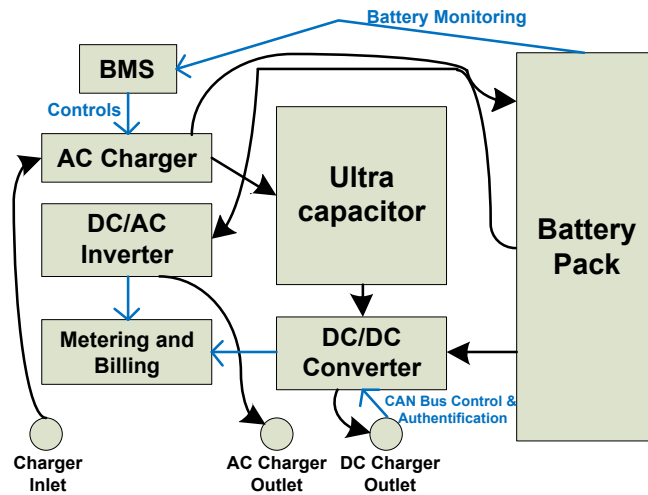 Battery Monitoring
BMS
Controls
AC Charger
Ultra
capacitor
DC/AC
Inverter
Battery
Pack
Metering and
Billing
DC/DC
Converter
CAN Bus Control &
Authentification
Charger
Inlet
AC Charger
Outlet
DC Charger
Outlet